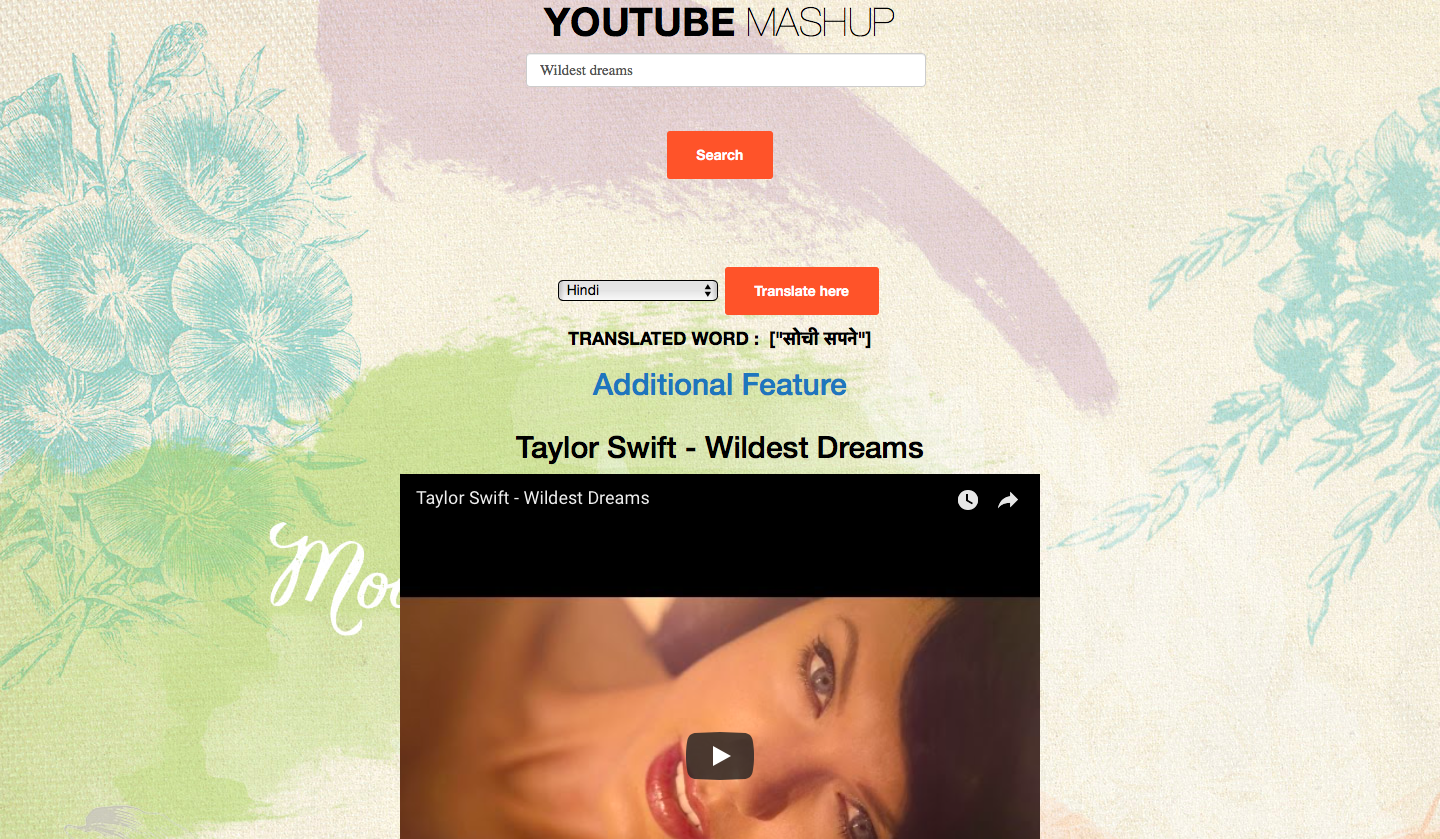 YOUTUBE MASHUP
Wildest dreams
Search
Hindi
Translate here
TRANSLATED WORD : ["सोची सपने"]
Additional Feature
Taylor Swift - Wildest Dreams
Taylor Swift - Wildest Dreams